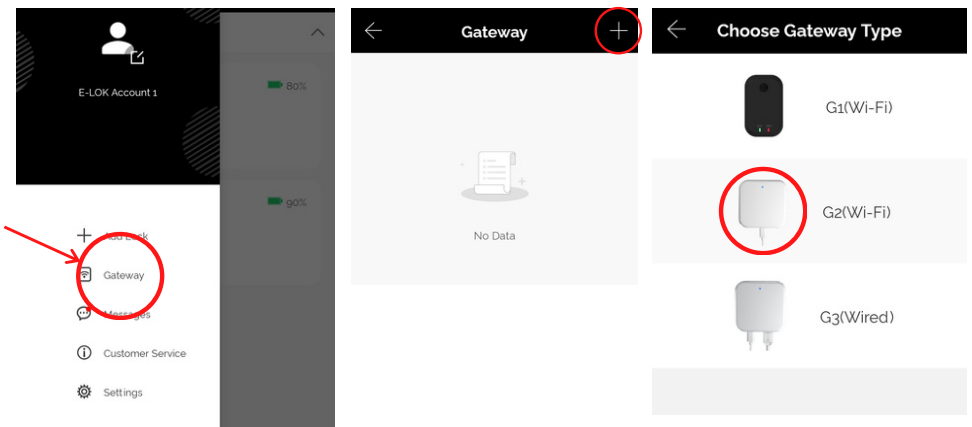 E-LOK Account 1
80%
90%
Add Lock
Gateway
Messages
Customer Service
Settings
Gateway
No Data
Choose Gateway Type
G1(Wi-Fi)
G2(Wi-Fi)
G3(Wired)